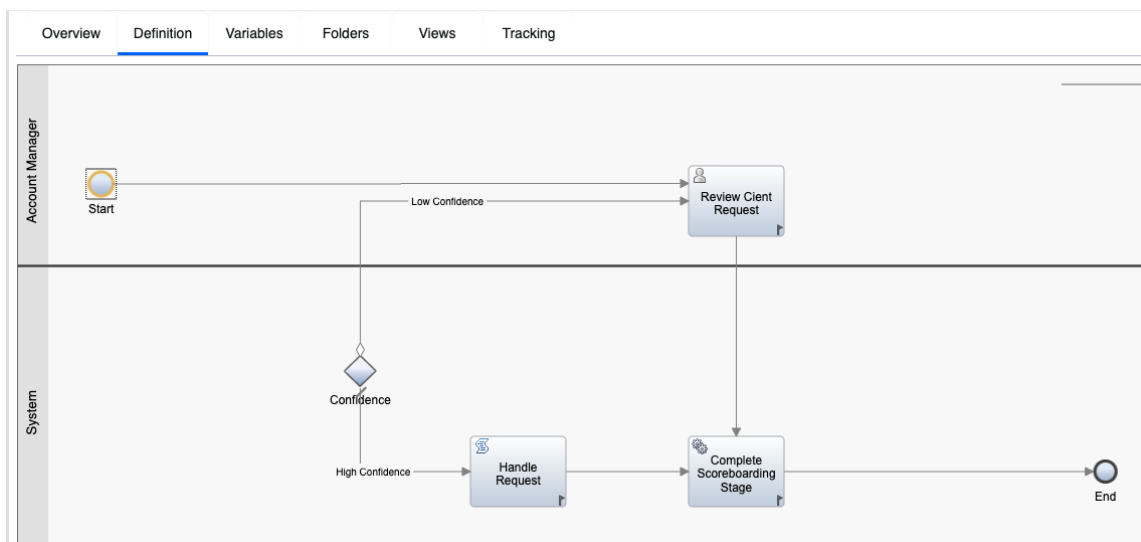 Overview Definition Variables Folders Views Tracking
Account Manager
Start
Low Confidence
Review Cient
Request
System
Confidence
High Confidence
Handle
Request
Complete
Scoreboarding
Stage
End